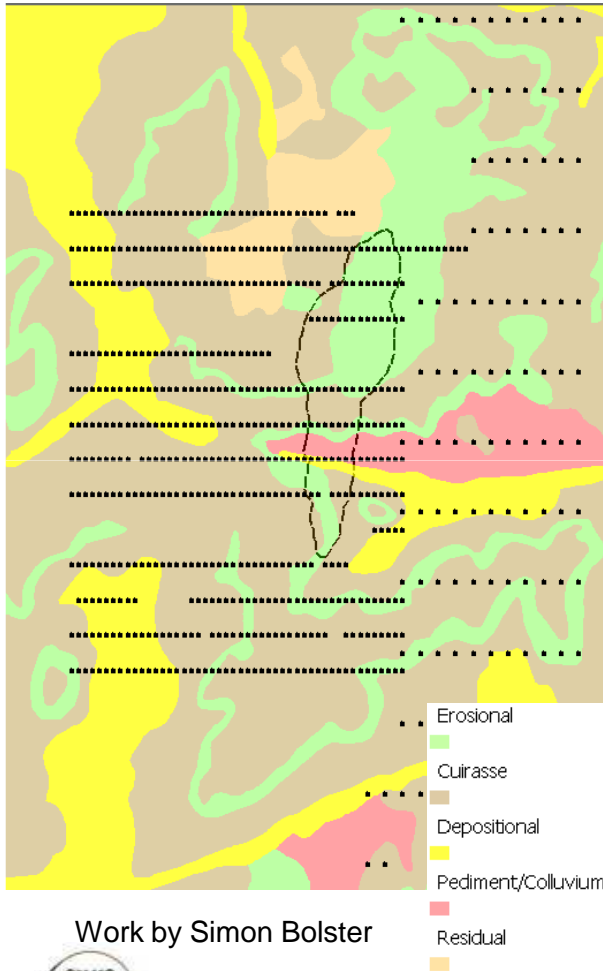 Erosional
Cuirasse
Depositional
Pediment/Colluvium
Residual
Work by Simon Bolster